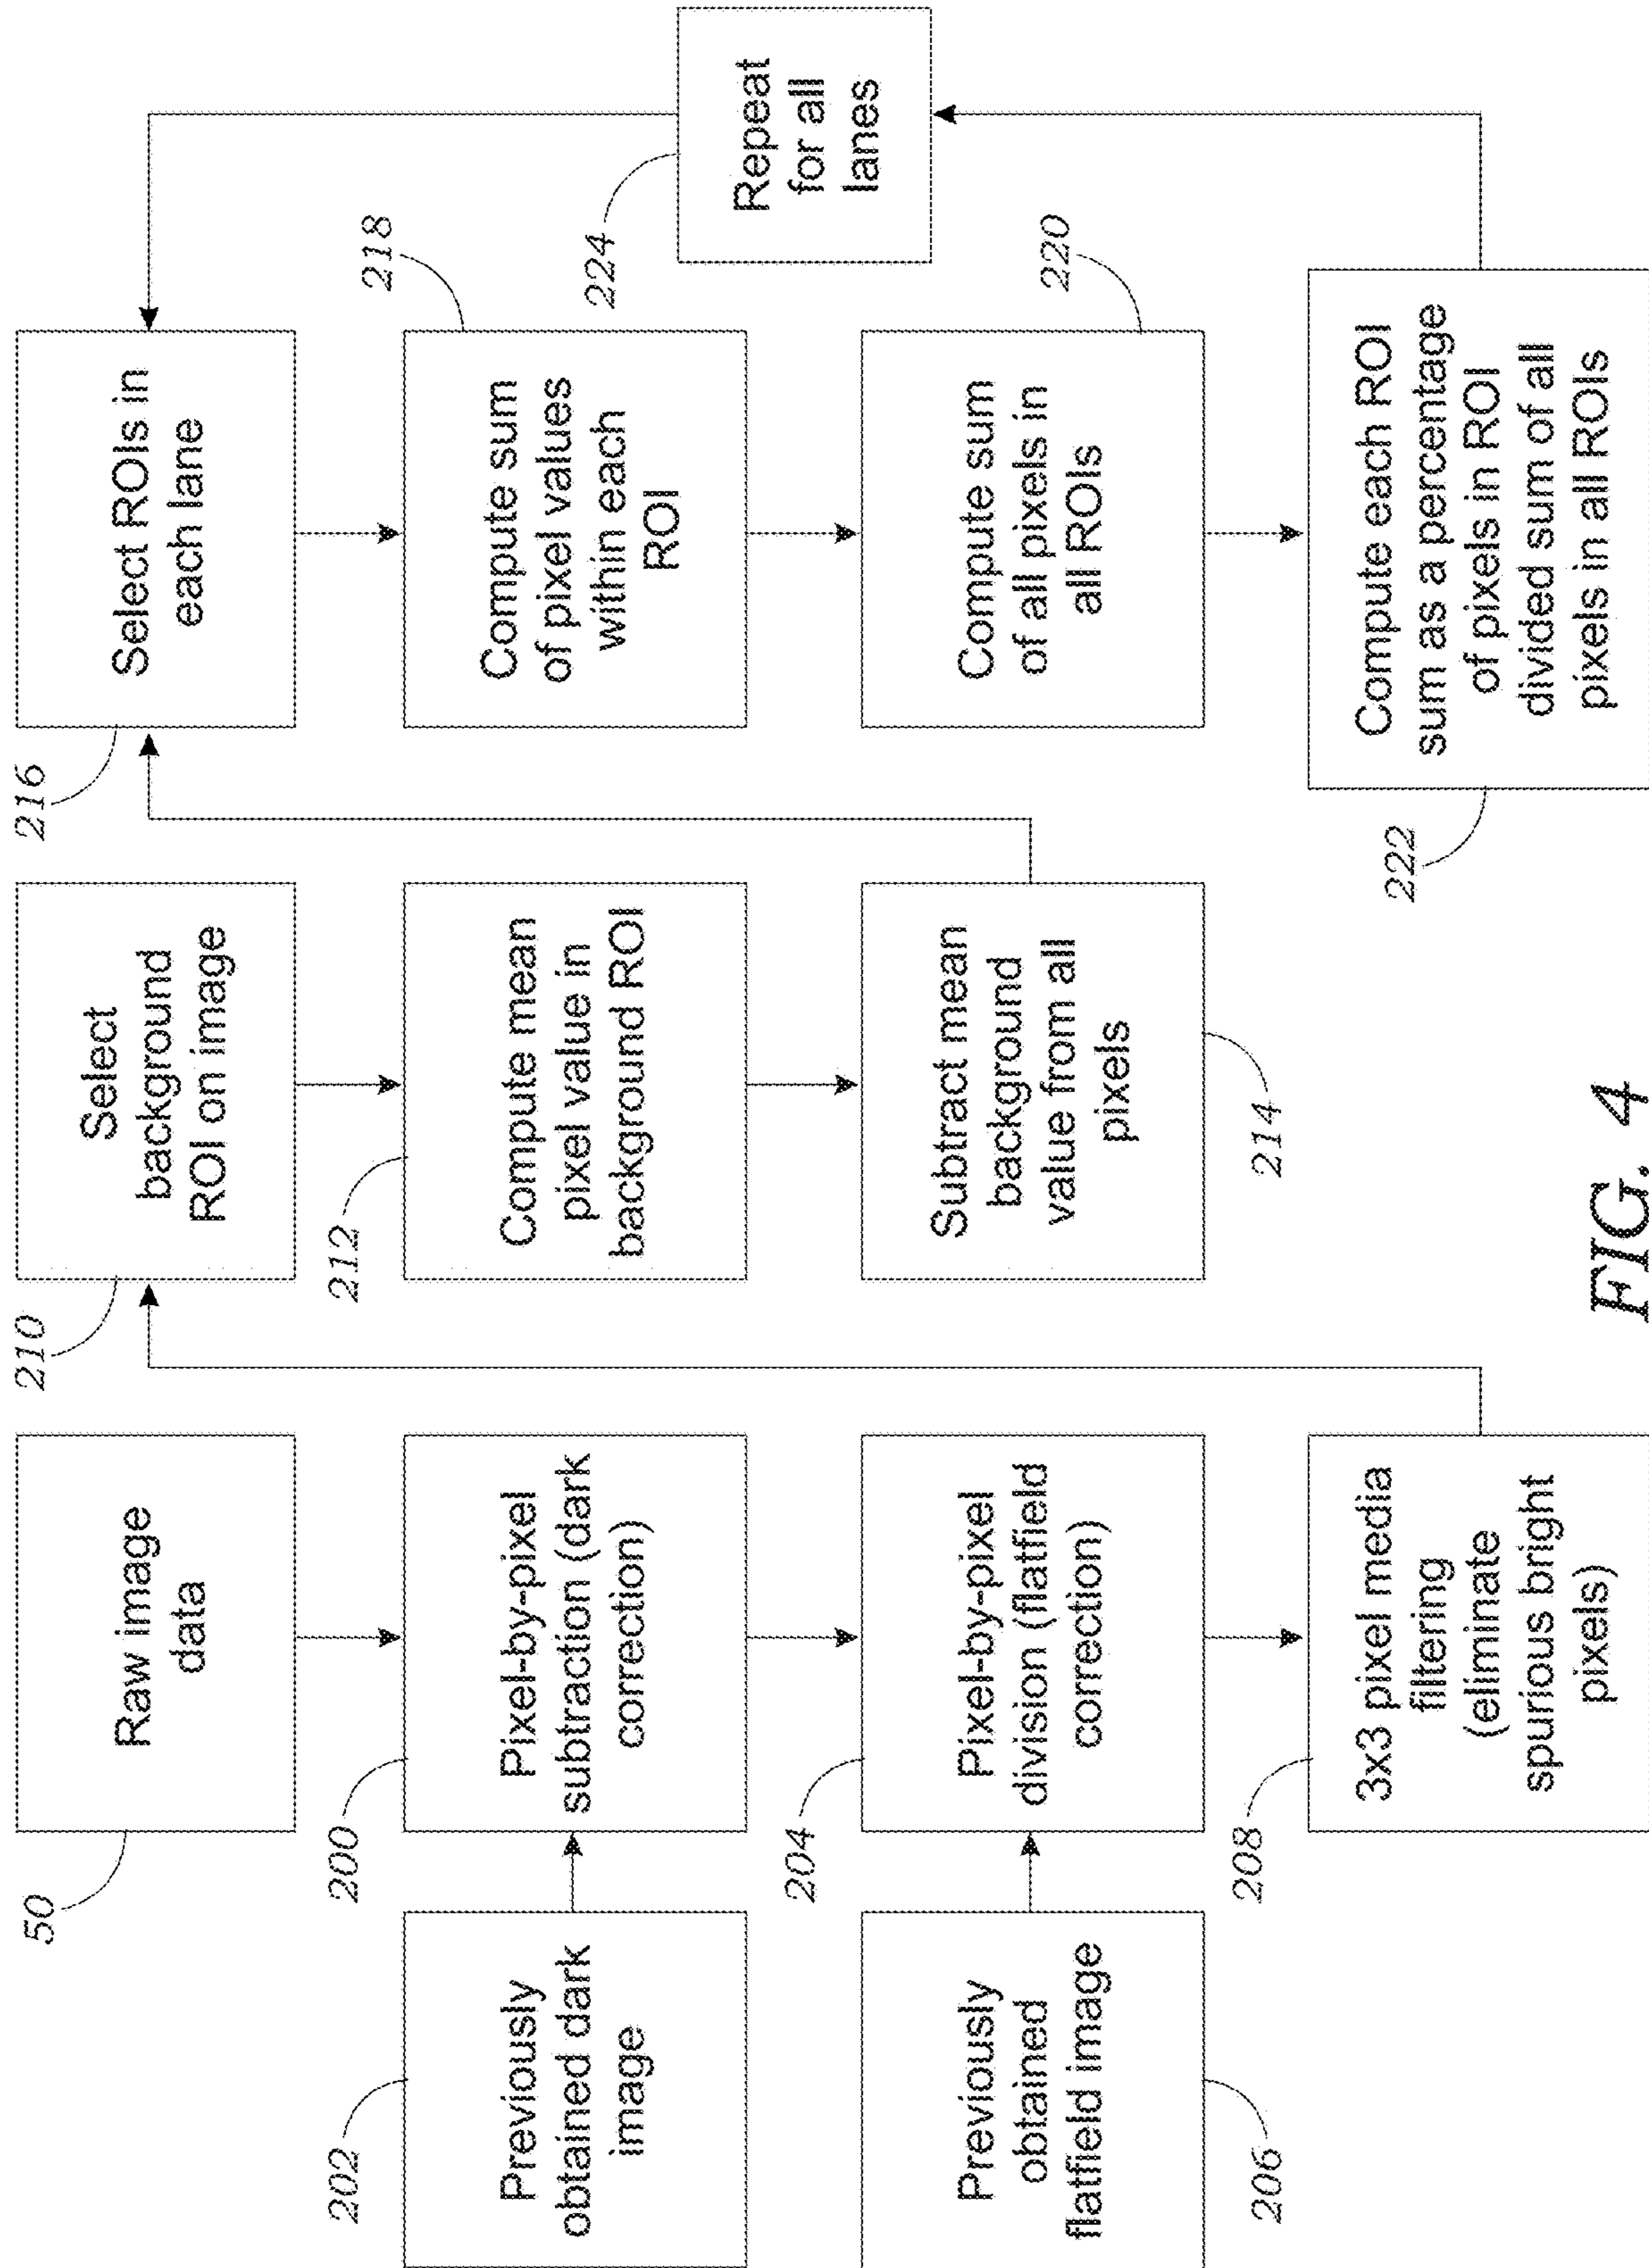 50
Raw image
data
202
Previously
obtained dark
image
200
Pixel-by-pixel
subtraction (dark
correction)
206
Previously
obtained
flatfield image
204
Pixel-by-pixel
division (flatfield
correction)
208
3x3 pixel media
filtering
(eliminate
spurious bright
pixels)
210
Select
background
ROI on image
212
Compute mean
pixel value in
background ROI
214
Subtract mean
background
value from all
pixels
216
Select ROIs in
each lane
218
Compute sum
of pixel values
within each
ROI
220
Compute sum
of all pixels in
all ROIs
222
Compute each ROI
sum as a percentage
of pixels in ROI
divided sum of all
pixels in all ROIs
224
Repeat
for all
lanes
FIG. 4